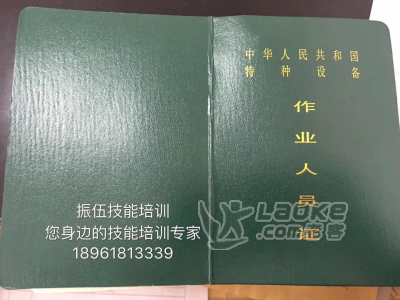 中华人民共和国
特种设备
作业人员证
振伍技能培训
您身边的技能培训专家
18961813339
LAOKE
.com 客